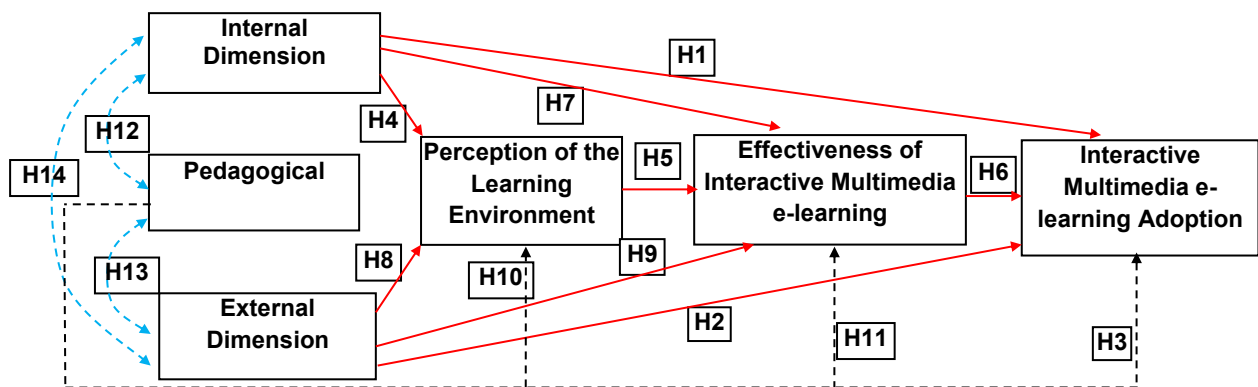 Internal
Dimension
H1
H7
H4
H12
Perception of the
Learning
Environment
H5
Effectiveness of
Interactive Multimedia
e-learning
H6
Interactive
Multimedia e-
learning Adoption
H14
Pedagogical
H8
H9
H10
H13
External
Dimension
H2
H11
H3